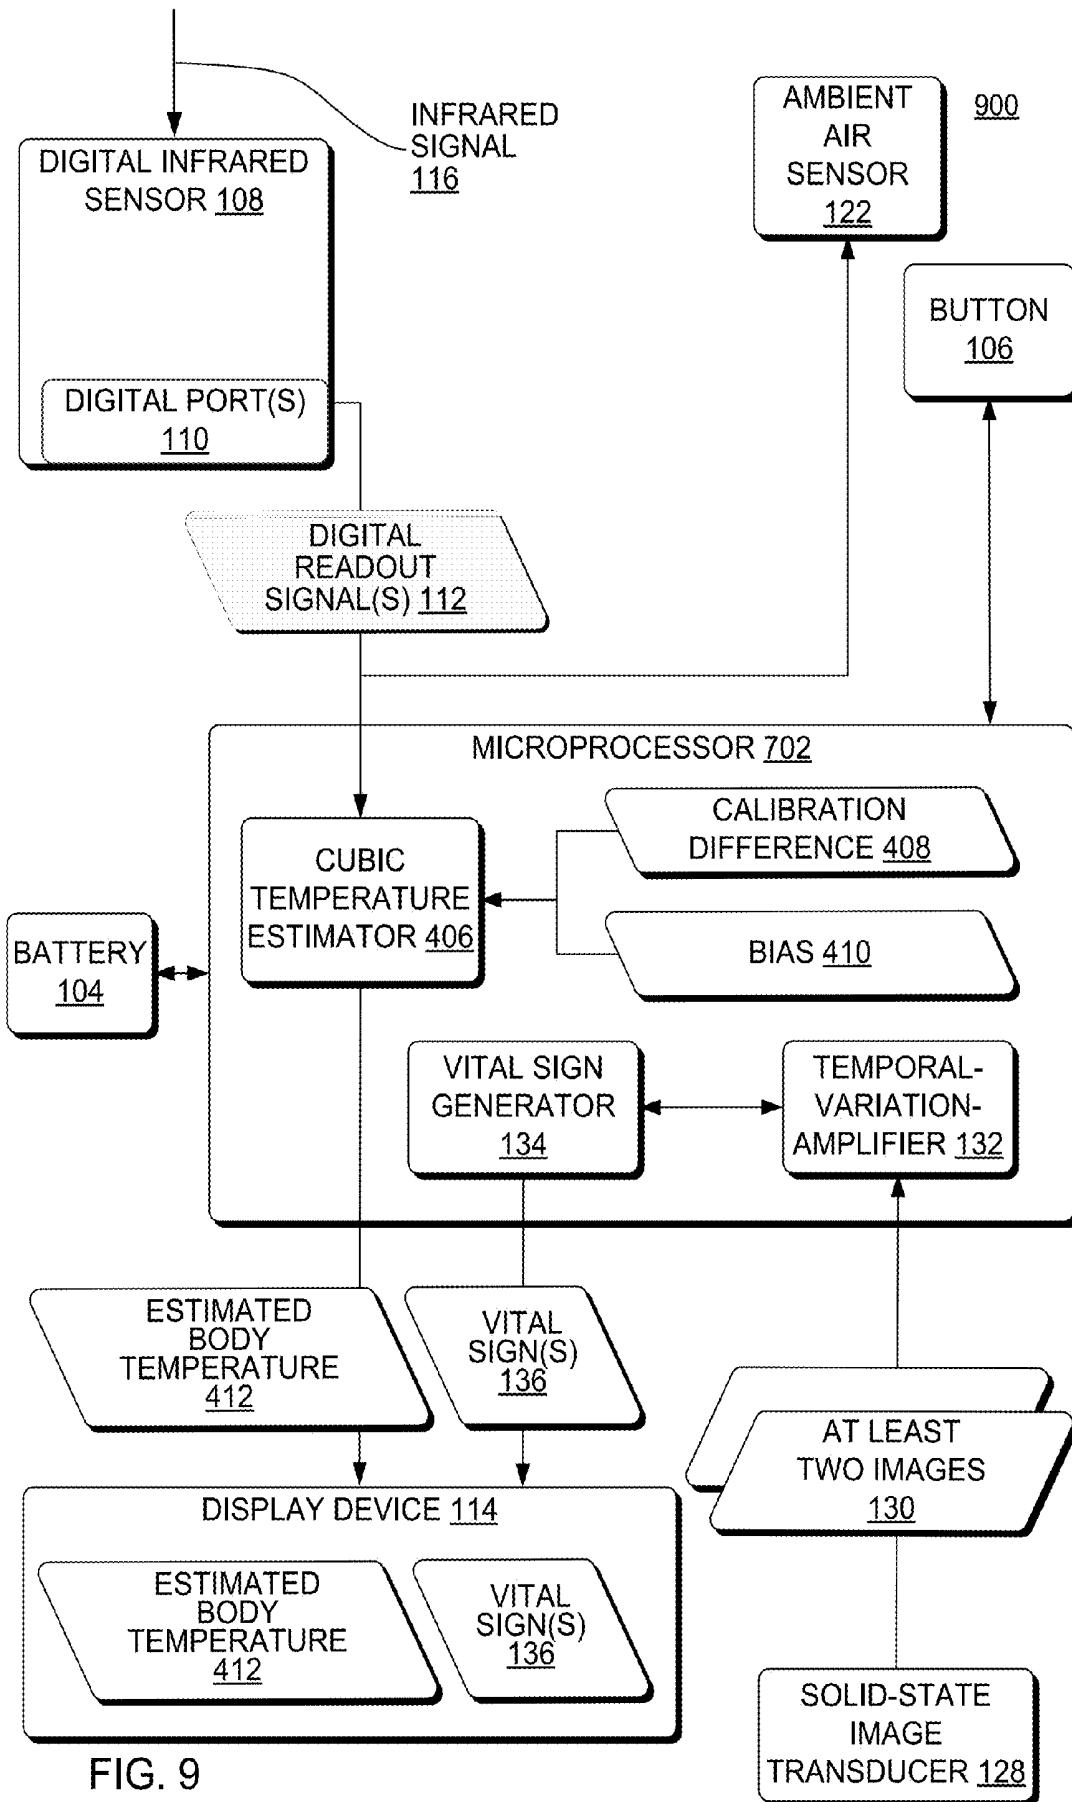 INFRARED
SIGNAL
116
AMBIENT
AIR
SENSOR
122
900
DIGITAL INFRARED
SENSOR 108
BUTTON
106
DIGITAL PORT(S)
110
DIGITAL
READOUT
SIGNAL(S) 112
MICROPROCESSOR 702
CALIBRATION
DIFFERENCE 408
CUBIC
TEMPERATURE
ESTIMATOR 406
BIAS 410
BATTERY
104
VITAL SIGN
GENERATOR
134
TEMPORAL-
VARIATION-
AMPLIFIER 132
ESTIMATED
BODY
TEMPERATURE
412
VITAL
SIGN(S)
136
AT LEAST
TWO IMAGES
130
DISPLAY DEVICE 114
ESTIMATED
BODY
TEMPERATURE
412
VITAL
SIGN(S)
136
SOLID-STATE
IMAGE
TRANSDUCER 128
FIG. 9